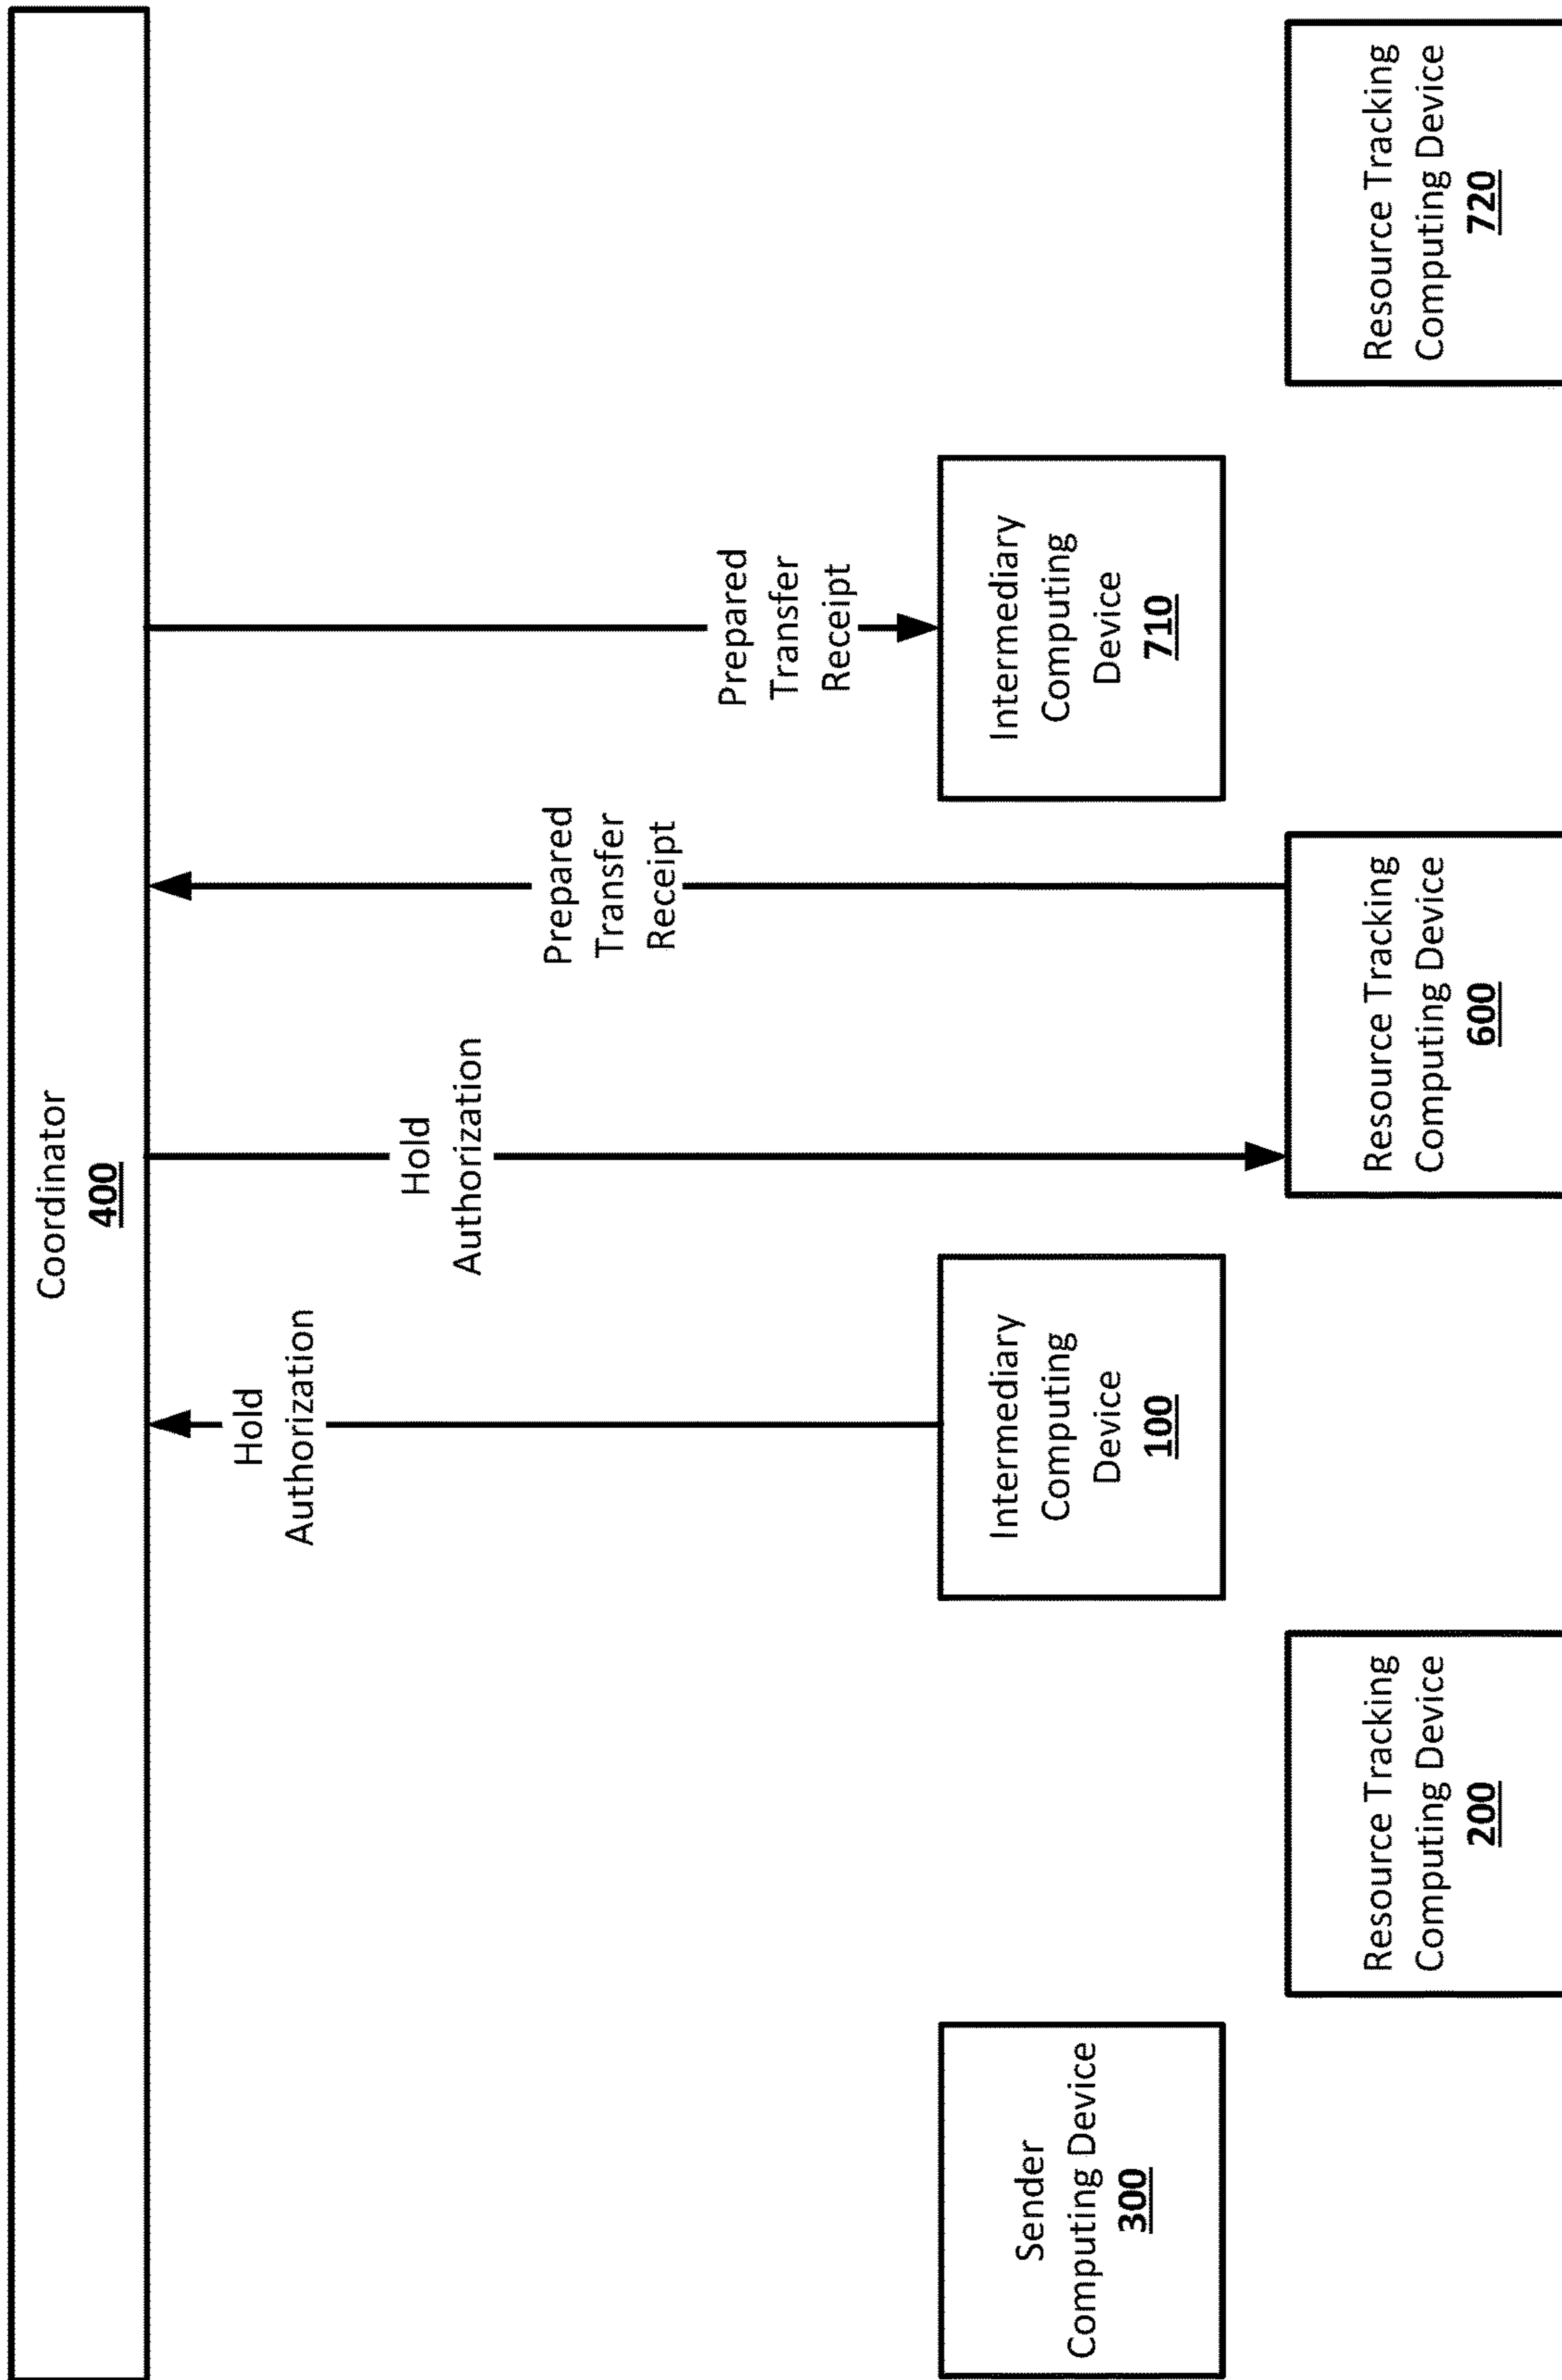 Coordinator
400
Hold
Authorization
Hold
Authorization
Prepared
Transfer
Receipt
Prepared
Transfer
Receipt
Sender
Computing Device
300
Intermediary
Computing
Device
100
Intermediary
Computing
Device
710
Resource Tracking
Computing Device
200
Resource Tracking
Computing Device
600
Resource Tracking
Computing Device
720